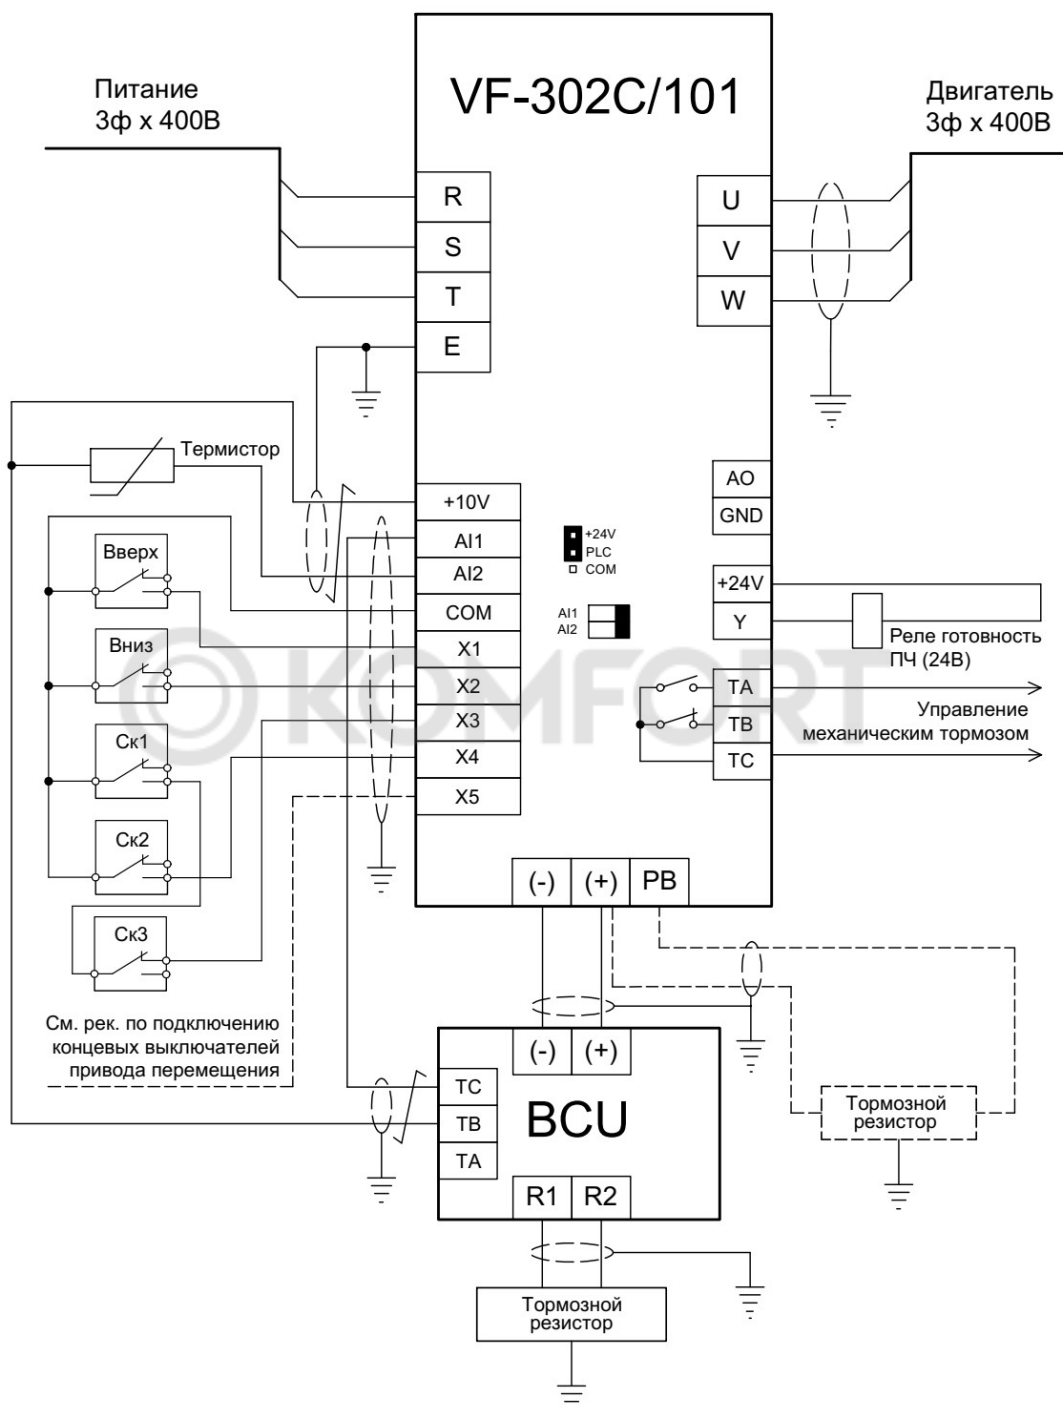 VF-302C/101
Питание
3ф х 400В
Двигатель
3ф х 400В
R
S
T
E
U
V
W
Термистор
+10V
AI1
AI2
COM
X1
X2
X3
X4
X5
AO
GND
+24V
Y
TA
TB
TC
+24V
PLC
COM
AI1
AI2
Реле готовность
ПЧ (24В)
Управление
механическим тормозом
Вверх
Вниз
Ск1
Ск2
Ск3
KOMFORT
(-)
(+)
PB
См. рек. по подключению
концевых выключателей
привода перемещения
(-)
(+)
TC
TB
TA
BCU
R1
R2
Тормозной
резистор
Тормозной
резистор